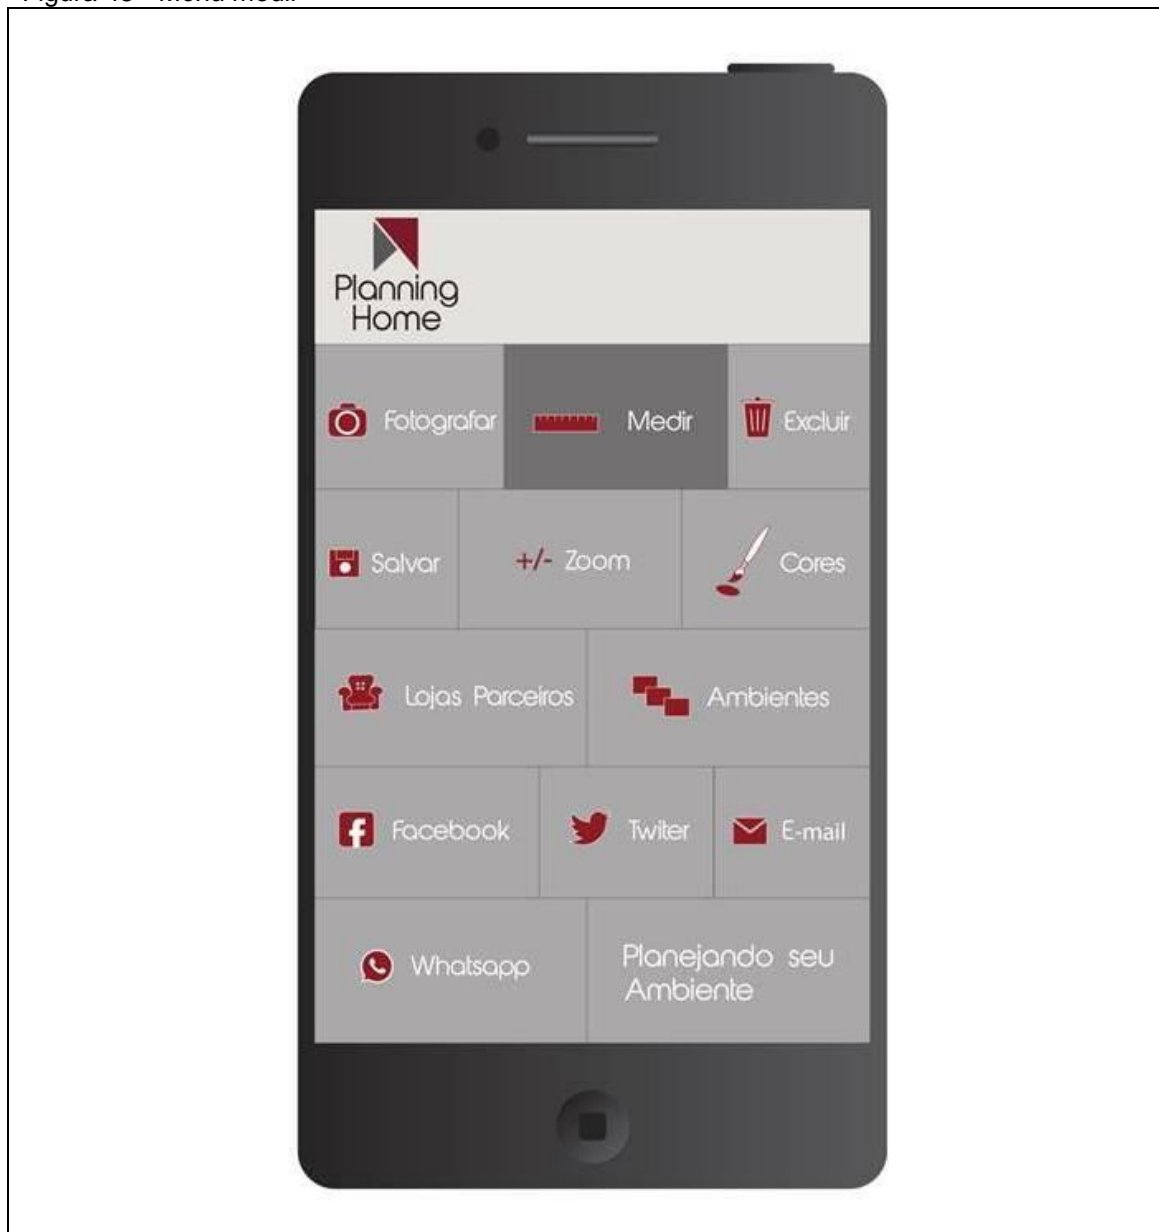 Planning
Home
Fotografar
Medir
Excluir
Salvar
+/- Zoom
Cores
Lojas Parceiros
Ambientes
Facebook
Twiter
E-mail
Whatsapp
Planejando seu
Ambiente